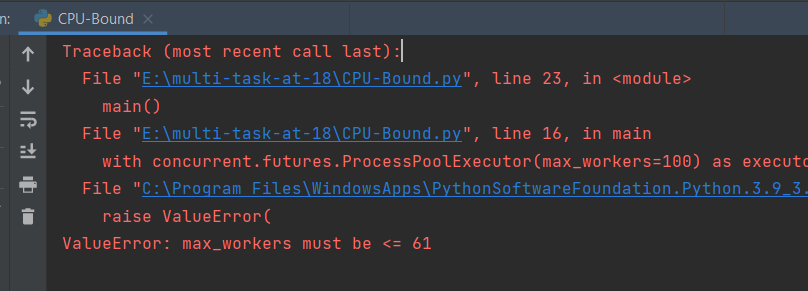 n: CPU-Bound
Traceback (most recent call last):
File "E:\multi-task-at-18\CPU-Bound.py", line 23, in <module>
main()
File "E:\multi-task-at-18\CPU-Bound.py", line 16, in main
with concurrent.futures.ProcessPoolExecutor(max_workers=100) as executo
File "C:\Program Files\WindowsApps\PythonSoftwareFoundation.Python.3.9_3.
raise ValueError(
ValueError: max_workers must be <= 61